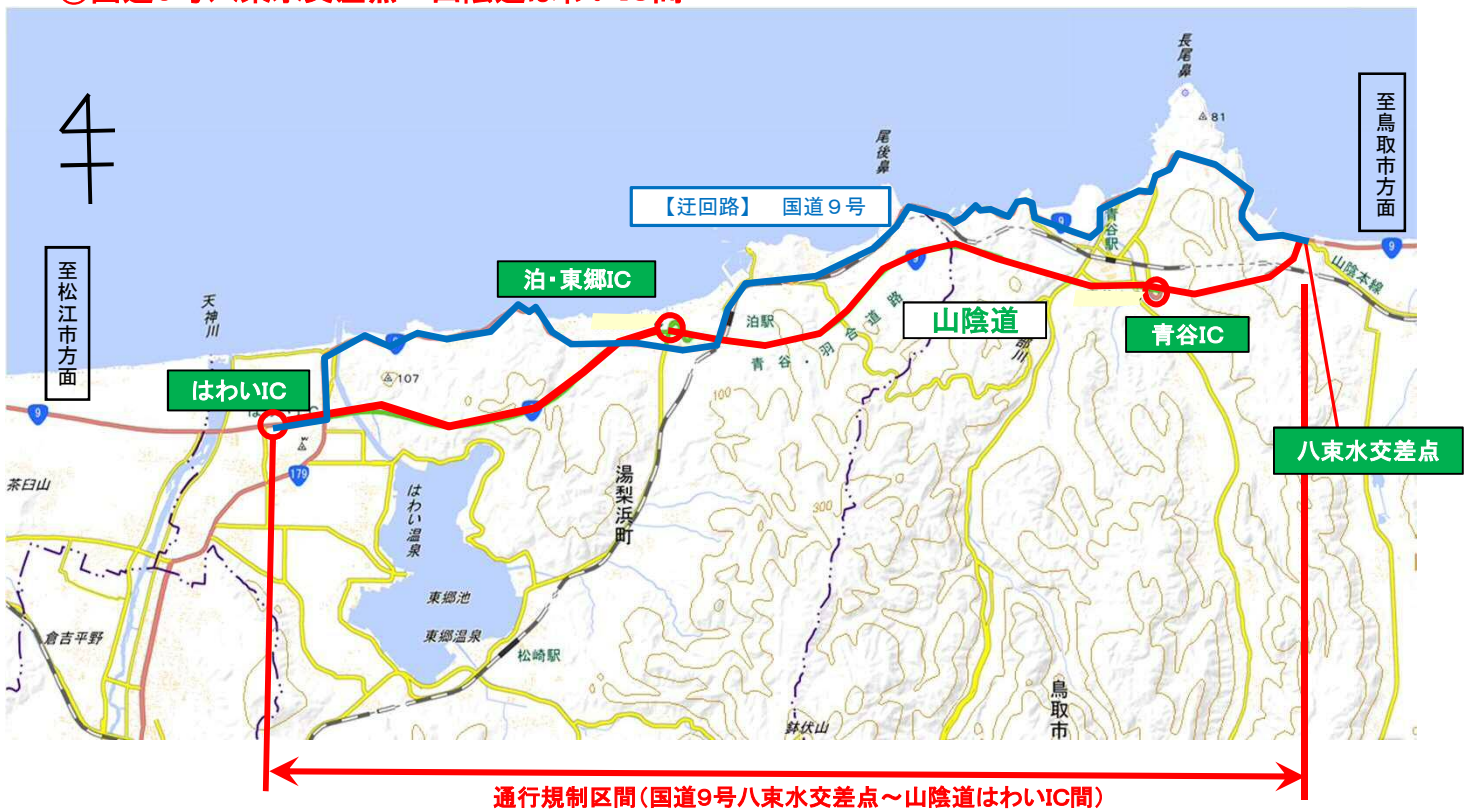 長尾鼻
81
至鳥取市方面
尾後鼻
【迂回路】 国道9号
9
青谷駅
9
山陰本線
至松江市方面
天神川
泊・東郷IC
泊駅
青谷・羽合道路
山陰道
青谷IC
107
はわいIC
9
179
八束水交差点
茶臼山
はわい温泉
湯梨浜町
100
300
東郷池
東郷温泉
倉吉平野
松崎駅
鳥取市
鉢伏山
通行規制区間(国道9号八束水交差点~山陰道はわいIC間)